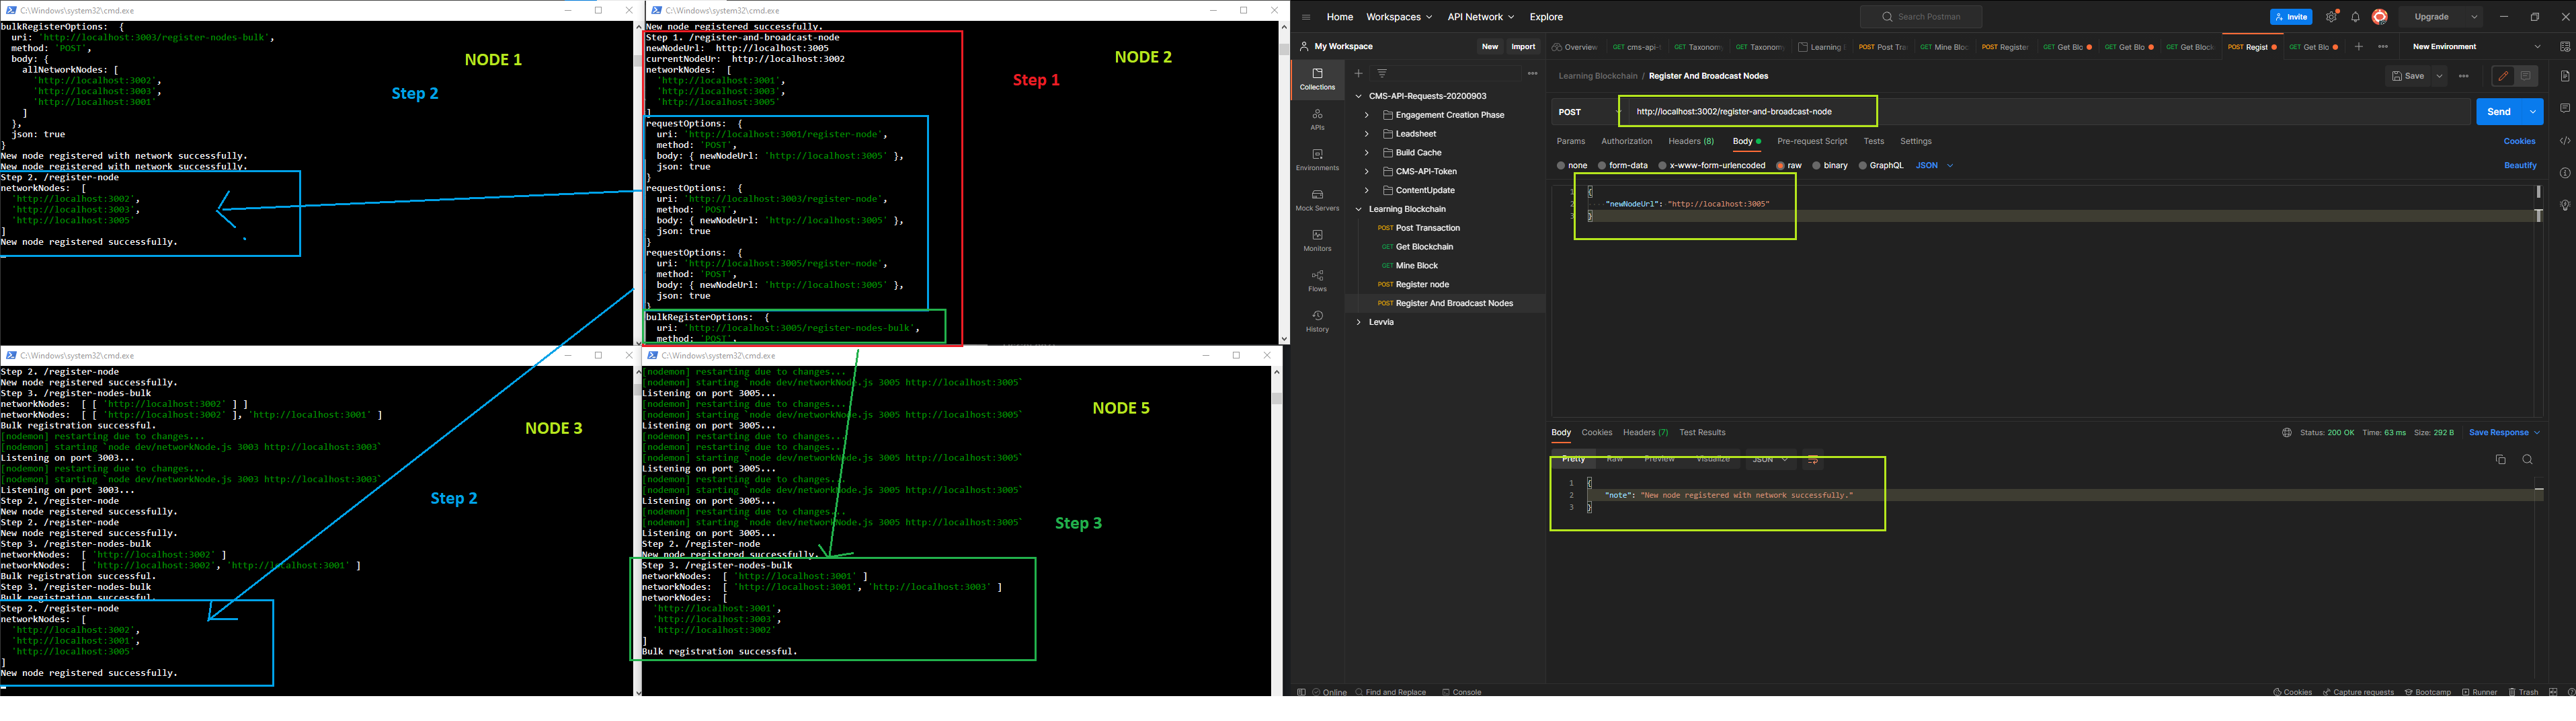 C:\Windows\system32\cmd.exe
bulkRegisterOptions:  {
  uri: 'http://localhost:3003/register-nodes-bulk',
  method: 'POST',
  body: {
    allNetworkNodes: [
      'http://localhost:3002',
      'http://localhost:3003',
      'http://localhost:3001'
    ]
  },
  json: true
}
New node registered with network successfully.
New node registered with network successfully.
Step 2. /register-node
networkNodes:  [
  'http://localhost:3002',
  'http://localhost:3003',
  'http://localhost:3005'
]
New node registered successfully.
NODE 1
Step 2
C:\Windows\system32\cmd.exe
New node registered successfully.
Step 1. /register-and-broadcast-node
newNodeUrl:  http://localhost:3005
currentNodeUr:  http://localhost:3002
networkNodes:  [
  'http://localhost:3001',
  'http://localhost:3003',
  'http://localhost:3005'
]
requestOptions:  {
  uri: 'http://localhost:3001/register-node',
  method: 'POST',
  body: { newNodeUrl: 'http://localhost:3005' },
  json: true
}
requestOptions:  {
  uri: 'http://localhost:3003/register-node',
  method: 'POST',
  body: { newNodeUrl: 'http://localhost:3005' },
  json: true
}
requestOptions:  {
  uri: 'http://localhost:3005/register-node',
  method: 'POST',
  body: { newNodeUrl: 'http://localhost:3005' },
  json: true
}
bulkRegisterOptions:  {
  uri: 'http://localhost:3005/register-nodes-bulk',
  method: 'POST',
NODE 2
Step 1
C:\Windows\system32\cmd.exe
Step 2. /register-node
New node registered successfully.
Step 3. /register-nodes-bulk
networkNodes:  [ [ 'http://localhost:3002' ] ]
networkNodes:  [ [ 'http://localhost:3002' ], 'http://localhost:3001' ]
Bulk registration successful.
[nodemon] restarting due to changes...
[nodemon] starting `node dev/networkNode.js 3003 http://localhost:3003`
Listening on port 3003...
[nodemon] restarting due to changes...
[nodemon] starting `node dev/networkNode.js 3003 http://localhost:3003`
Listening on port 3003...
Step 2. /register-node
New node registered successfully.
Step 2. /register-node
New node registered successfully.
Step 3. /register-nodes-bulk
networkNodes:  [ 'http://localhost:3002' ]
networkNodes:  [ 'http://localhost:3002', 'http://localhost:3001' ]
Bulk registration successful.
Step 3. /register-nodes-bulk
Bulk registration successful.
Step 2. /register-node
networkNodes:  [
  'http://localhost:3002',
  'http://localhost:3001',
  'http://localhost:3005'
]
New node registered successfully.
NODE 3
Step 2
C:\Windows\system32\cmd.exe
[nodemon] restarting due to changes...
[nodemon] starting `node dev/networkNode.js 3005 http://localhost:3005`
Listening on port 3005...
[nodemon] restarting due to changes...
[nodemon] starting `node dev/networkNode.js 3005 http://localhost:3005`
Listening on port 3005...
[nodemon] restarting due to changes...
[nodemon] restarting due to changes...
[nodemon] starting `node dev/networkNode.js 3005 http://localhost:3005`
Listening on port 3005...
[nodemon] restarting due to changes...
[nodemon] starting `node dev/networkNode.js 3005 http://localhost:3005`
Listening on port 3005...
[nodemon] restarting due to changes...
[nodemon] starting `node dev/networkNode.js 3005 http://localhost:3005`
Listening on port 3005...
Step 2. /register-node
New node registered successfully.
Step 3. /register-nodes-bulk
networkNodes:  [ 'http://localhost:3001' ]
networkNodes:  [ 'http://localhost:3001', 'http://localhost:3003' ]
networkNodes:  [
  'http://localhost:3001',
  'http://localhost:3003',
  'http://localhost:3002'
]
Bulk registration successful.
NODE 5
Step 3
Home Workspaces API Network Explore Search Postman Invite Upgrade
My Workspace New Import
Overview GET cms-api- GET Taxonom GET Taxonom Learning POST Post Tra GET Mine Bloc POST Register GET Get Blo GET Get Blo GET Get Block POST Regist GET Get Blo New Environment
Collections
APIs
Environments
Mock Servers
Monitors
Flows
History
CMS-API-Requests-20200903
Engagement Creation Phase
Leadsheet
Build Cache
CMS-API-Token
ContentUpdate
Learning Blockchain
POST Post Transaction
GET Get Blockchain
GET Mine Block
POST Register node
POST Register And Broadcast Nodes
Levvia
Learning Blockchain / Register And Broadcast Nodes Save
POST http://localhost:3002/register-and-broadcast-node Send
Params Authorization Headers (8) Body Pre-request Script Tests Settings Cookies
none form-data x-www-form-urlencoded raw binary GraphQL JSON Beautify
1 {
2 "newNodeUrl": "http://localhost:3005"
3 }
Body Cookies Headers (7) Test Results Status: 200 OK Time: 63 ms Size: 292 B Save Response
Pretty Raw Preview Visualize JSON
1 {
2 "note": "New node registered with network successfully."
3 }
Online Find and Replace Console Cookies Capture requests Bootcamp Runner Trash